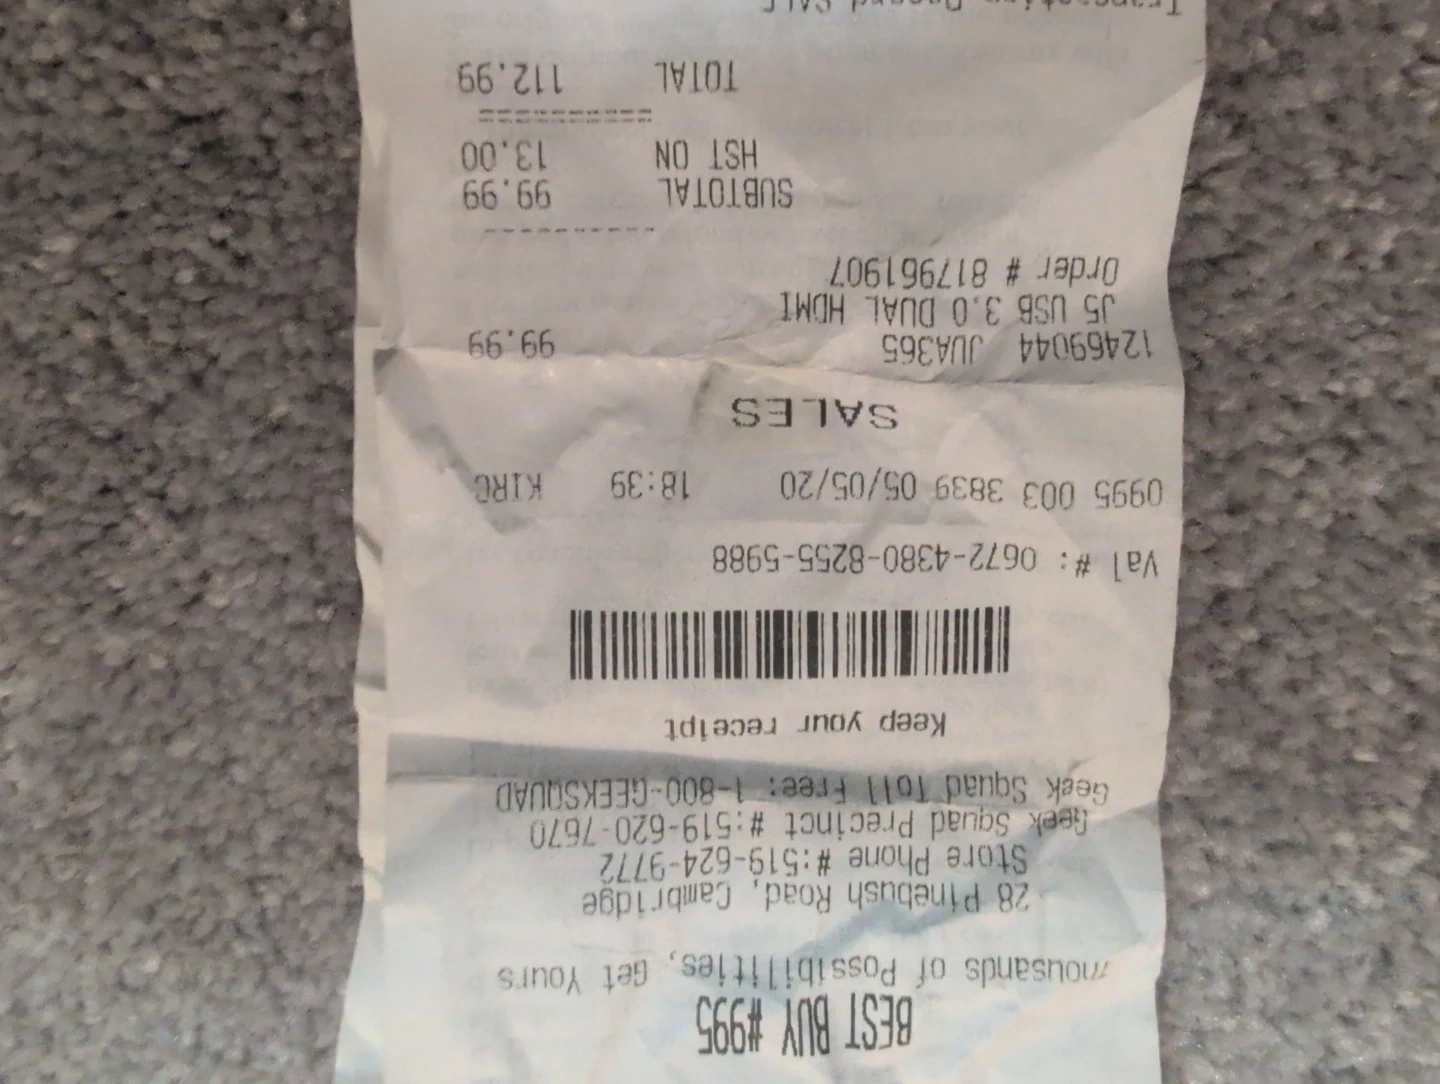 BEST BUY #995
Thousands of Possibilities, Get Yours
28 Pinebush Road, Cambridge
Store Phone #:519-624-9772
Geek Squad Precinct #:519-620-7670
Geek Squad Toll Free: 1-800-GEEKSQUAD
Keep your receipt
Val #: 0672-4380-8255-5988
0995 003 3839 05/05/20 18:39 KIRC
SALES
12469044 JUA365 99.99
J5 USB 3.0 DUAL HDMI
Order # 817961907
SUBTOTAL 99.99
HST ON 13.00
TOTAL 112.99
Transaction Record SALE